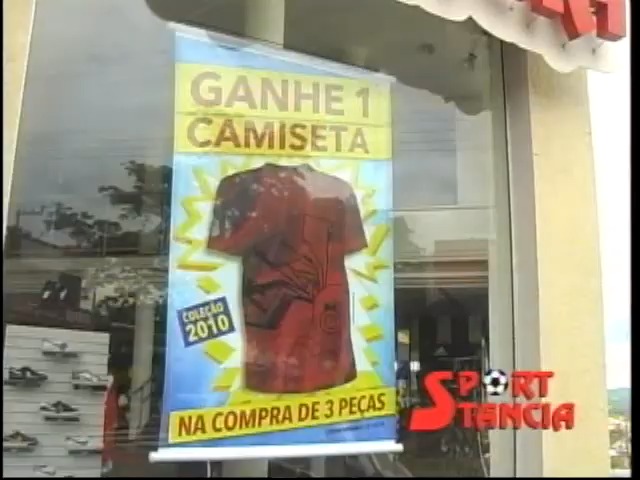 GANHE 1
CAMISETA
COLEÇÃO
2010
NA COMPRA DE 3 PEÇAS
SPORT
STANCIA